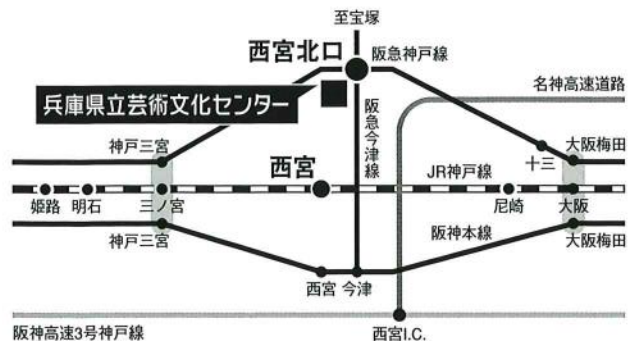 至宝塚
西宮北口
阪急神戸線
兵庫県立芸術文化センター
名神高速道路
阪急今津線
神戸三宮
大阪梅田
十三
西宮
JR神戸線
姫路
明石
三ノ宮
尼崎
大阪
神戸三宮
阪神本線
大阪梅田
西宮
今津
阪神高速3号神戸線
西宮I.C.